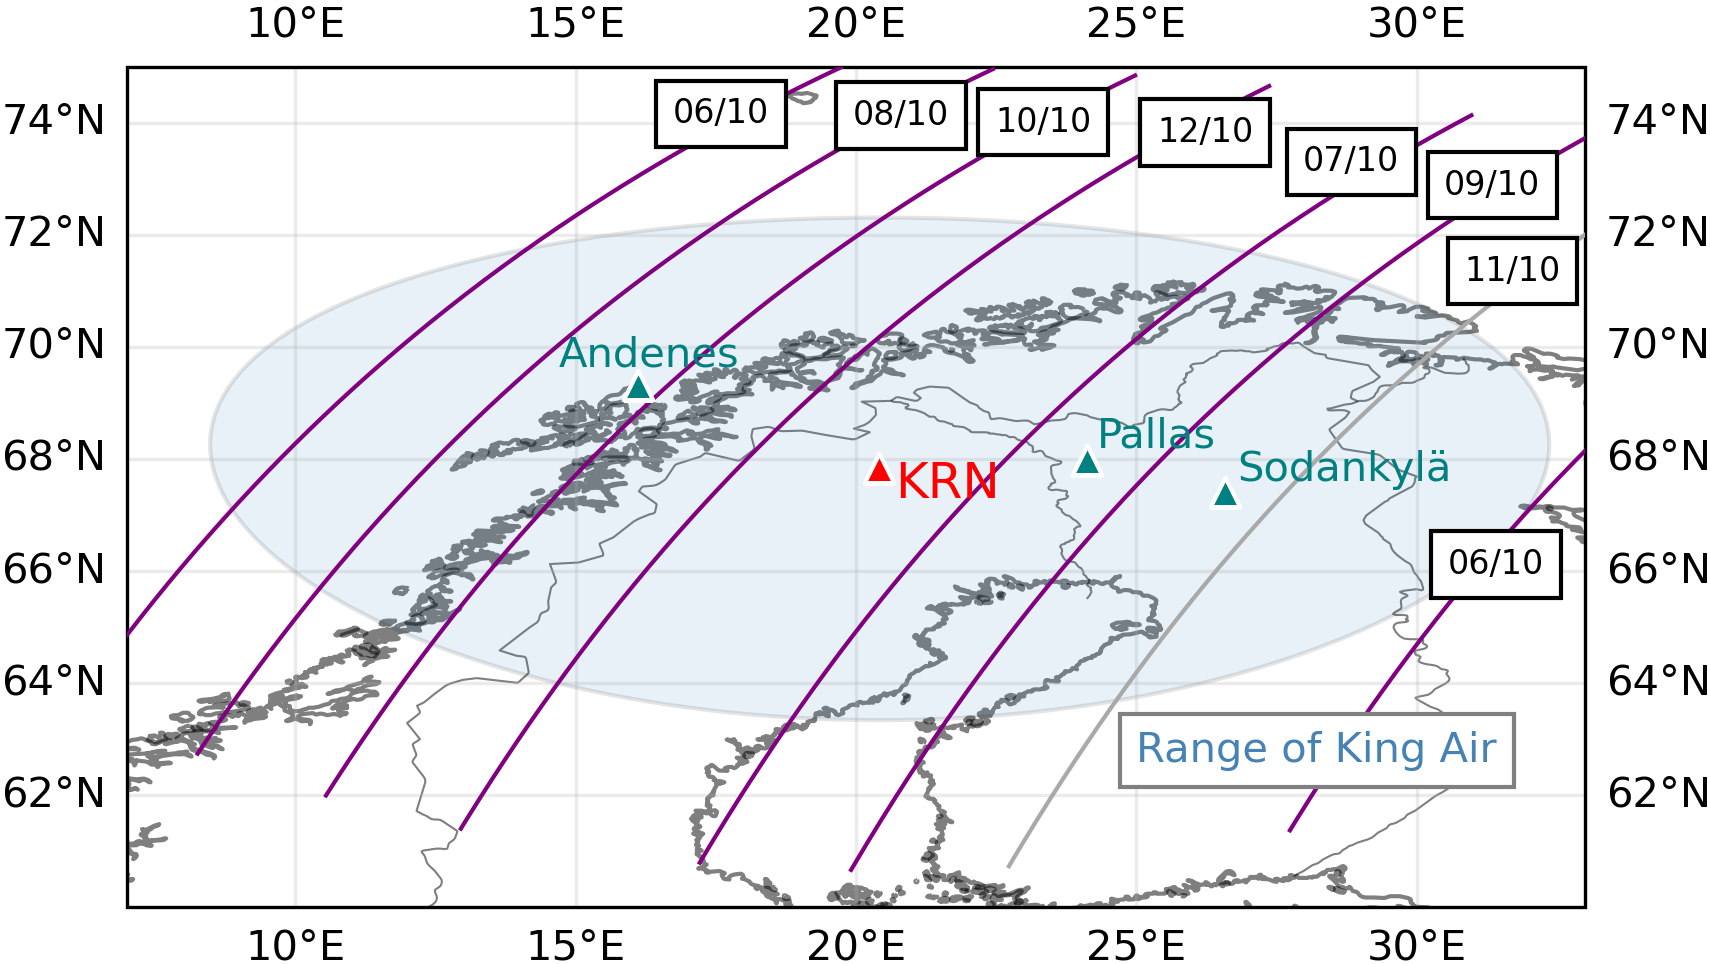 10°E 15°E 20°E 25°E 30°E
74°N 06/10 08/10 10/10 12/10 74°N
07/10
09/10
72°N 72°N
11/10
70°N Andenes 70°N
68°N KRN Pallas Sodankylä 68°N
66°N 06/10 66°N
64°N 64°N
Range of King Air
62°N 62°N
10°E 15°E 20°E 25°E 30°E